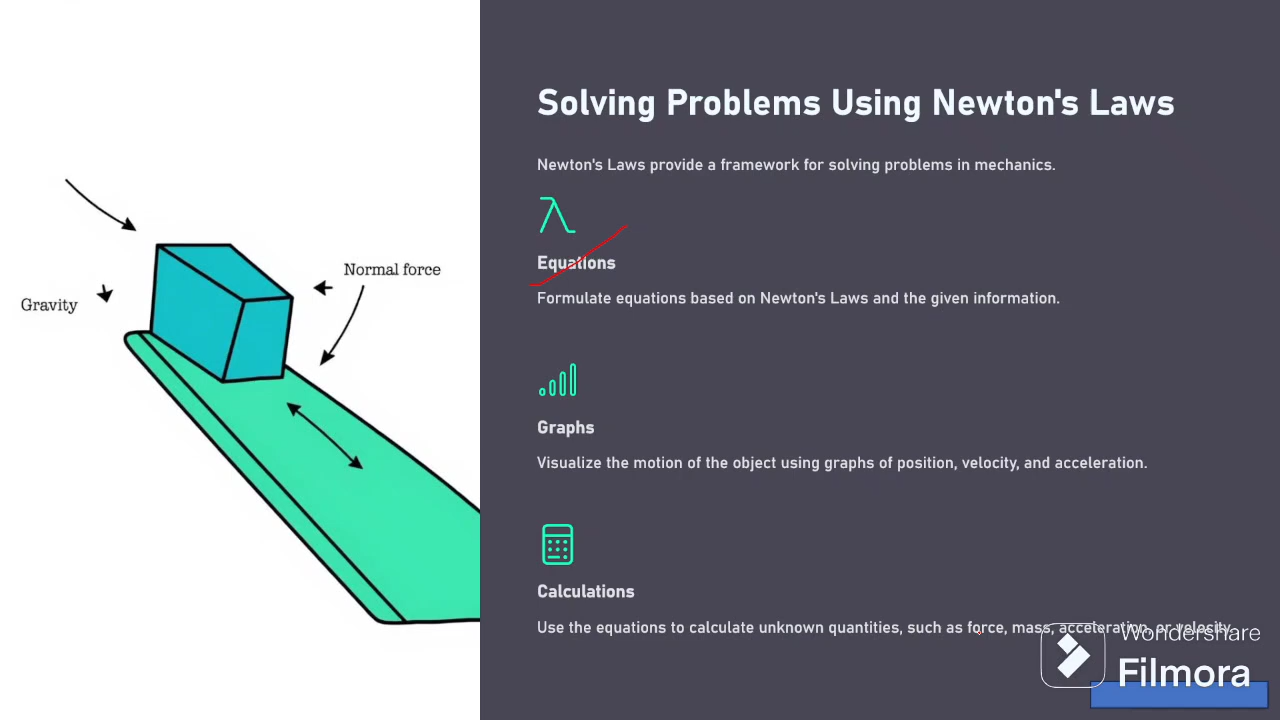 Solving Problems Using Newton's Laws
Newton's Laws provide a framework for solving problems in mechanics.
Equations
Formulate equations based on Newton's Laws and the given information.
Graphs
Visualize the motion of the object using graphs of position, velocity, and acceleration.
Calculations
Use the equations to calculate unknown quantities, such as force, mass, acceleration, or velocity.
Gravity
Normal force
Wondershare
Filmora